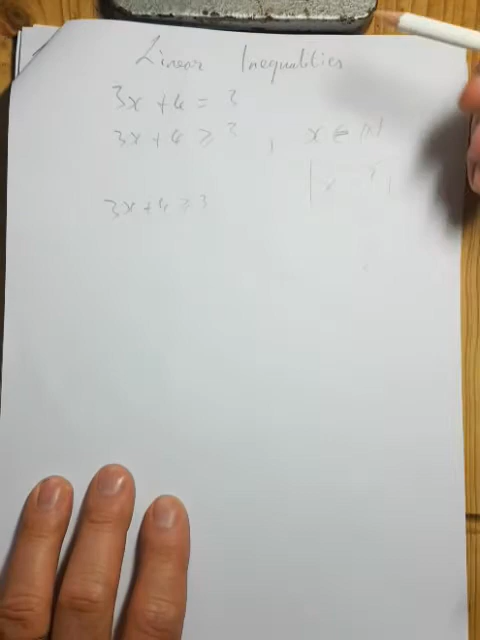 Linear Inequalities
3x + 4 = 3
3x + 4 ≥ 3 , x ∈ ℕ
3x + 4 ≥ 3